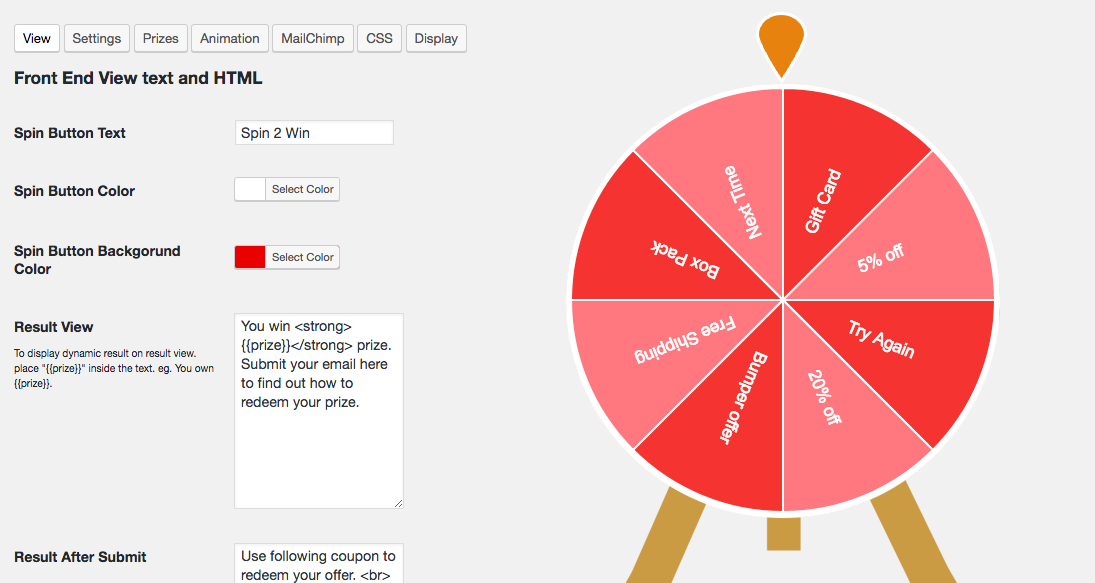 View
Settings
Prizes
Animation
MailChimp
CSS
Display
Front End View text and HTML
Spin Button Text
Spin 2 Win
Spin Button Color
Select Color
Spin Button Backgorund
Color
Select Color
Result View
To display dynamic result on result view.
place "{{prize}}" inside the text. eg. You own
{{prize}}.
You win <strong>
{{prize}}</strong> prize.
Submit your email here
to find out how to
redeem your prize.
Result After Submit
Use following coupon to
redeem your offer. <br>
Gift Card
5% off
Try Again
20% off
Bumper offer
Free Shipping
Box Pack
Next Time